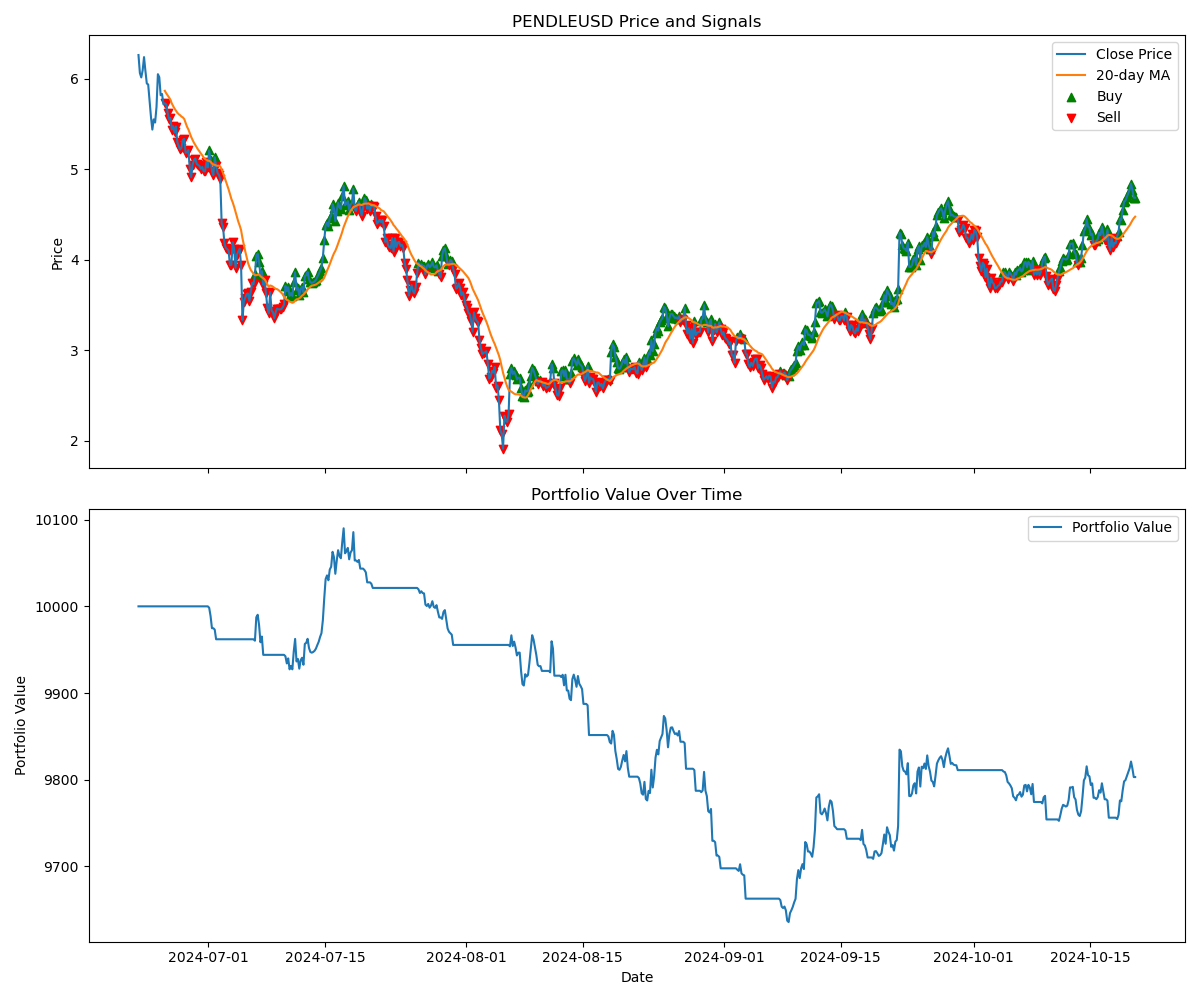 PENDLEUSD Price and Signals
Close Price
20-day MA
Buy
Sell
6
5
4
3
2
Price
Portfolio Value Over Time
Portfolio Value
10100
10000
9900
9800
9700
Portfolio Value
2024-07-01 2024-07-15 2024-08-01 2024-08-15 2024-09-01 2024-09-15 2024-10-01 2024-10-15
Date